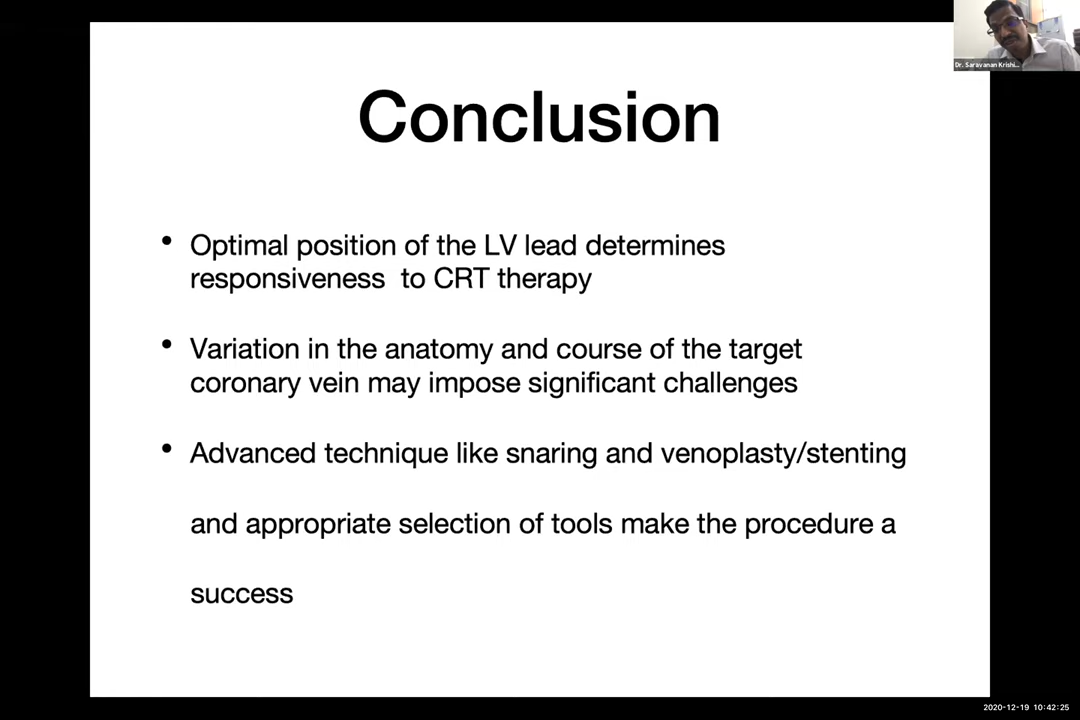 Dr. Saravanan Krishi...
Conclusion
• Optimal position of the LV lead determines
responsiveness  to CRT therapy
• Variation in the anatomy and course of the target
coronary vein may impose significant challenges
• Advanced technique like snaring and venoplasty/stenting
and appropriate selection of tools make the procedure a
success
2020-12-19 10:42:25